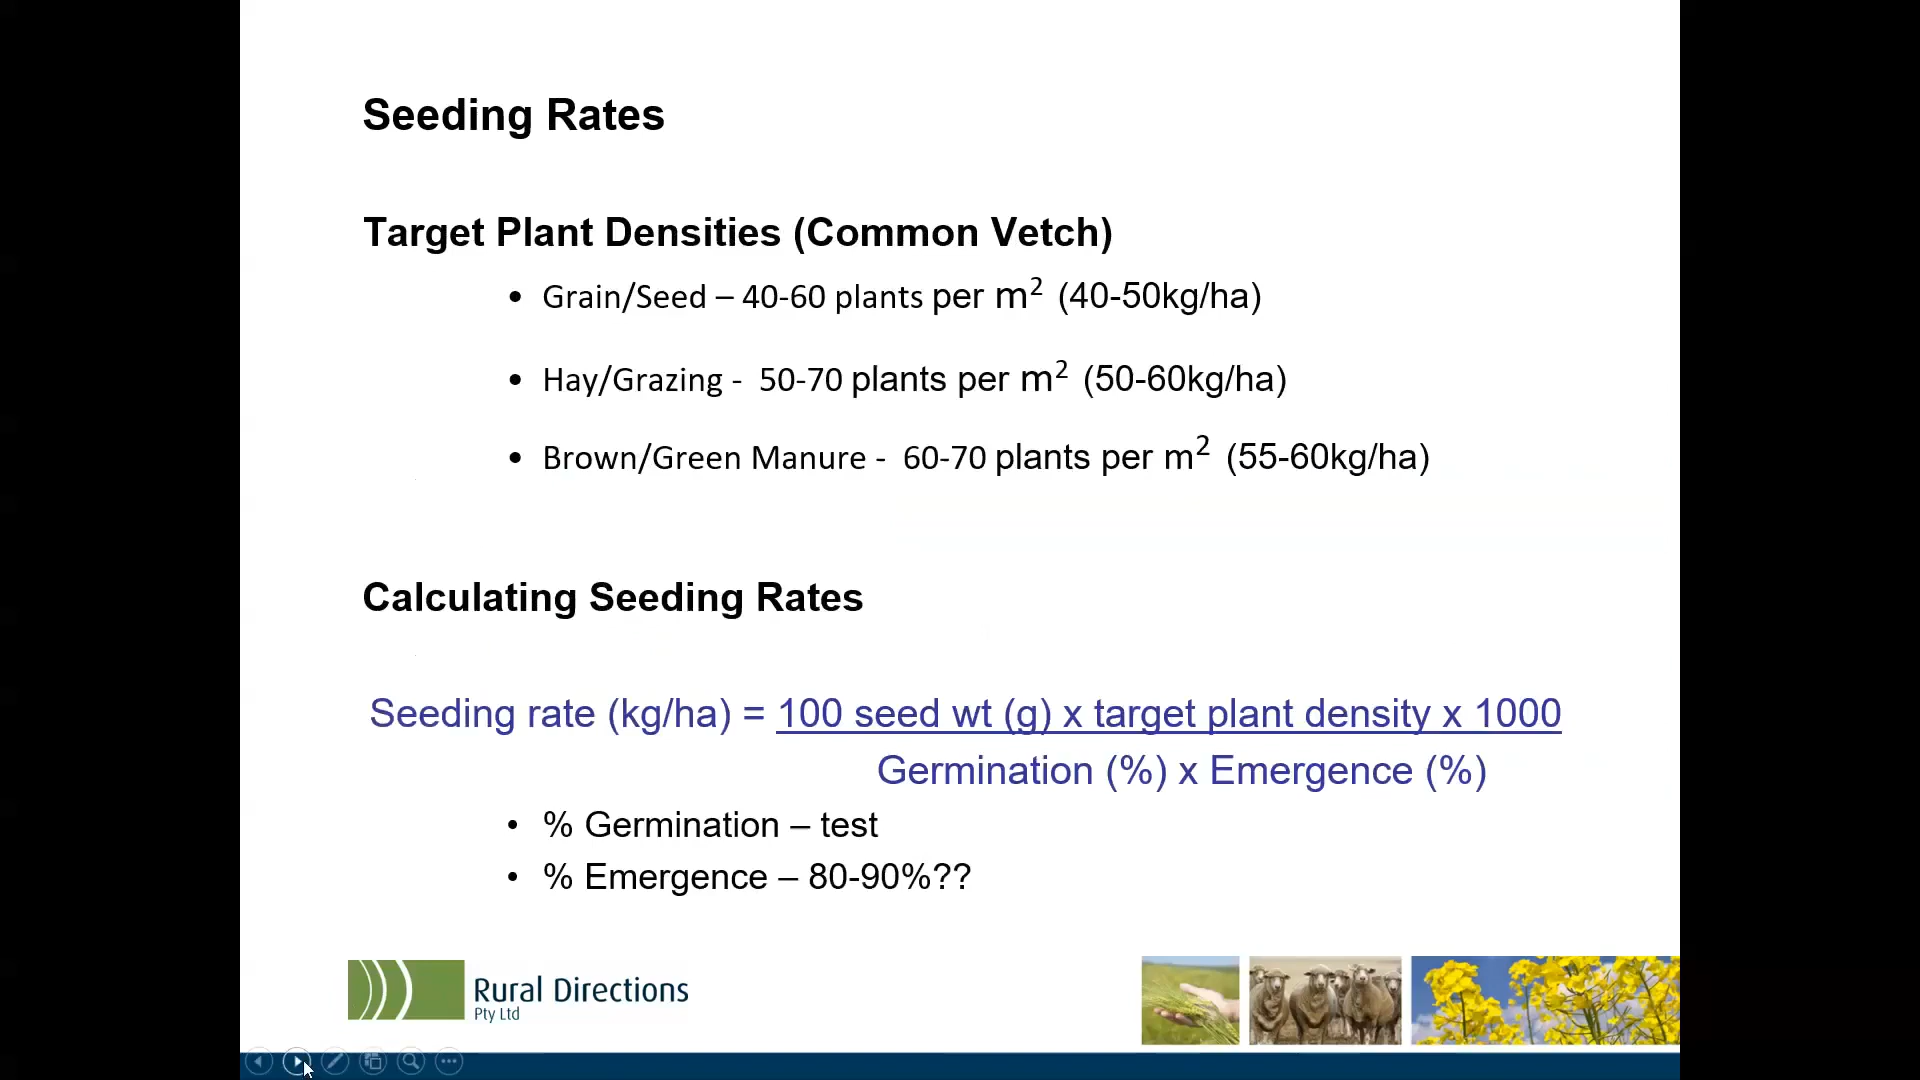 Seeding Rates
Target Plant Densities (Common Vetch)
• Grain/Seed – 40-60 plants per m² (40-50kg/ha)
• Hay/Grazing - 50-70 plants per m² (50-60kg/ha)
• Brown/Green Manure - 60-70 plants per m² (55-60kg/ha)
Calculating Seeding Rates
Seeding rate (kg/ha) = 100 seed wt (g) x target plant density x 1000
Germination (%) x Emergence (%)
• % Germination – test
• % Emergence – 80-90%??
Rural Directions
Pty Ltd